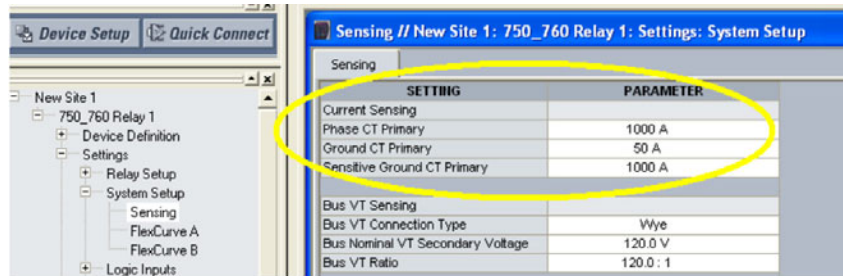 Device Setup Quick Connect
New Site 1
750_760 Relay 1
Device Definition
Settings
Relay Setup
System Setup
Sensing
FlexCurve A
FlexCurve B
Logic Inputs
Sensing // New Site 1: 750_760 Relay 1: Settings: System Setup
Sensing
SETTING PARAMETER
Current Sensing
Phase CT Primary 1000 A
Ground CT Primary 50 A
Sensitive Ground CT Primary 1000 A
Bus VT Sensing
Bus VT Connection Type Wye
Bus Nominal VT Secondary Voltage 120.0 V
Bus VT Ratio 120.0 : 1